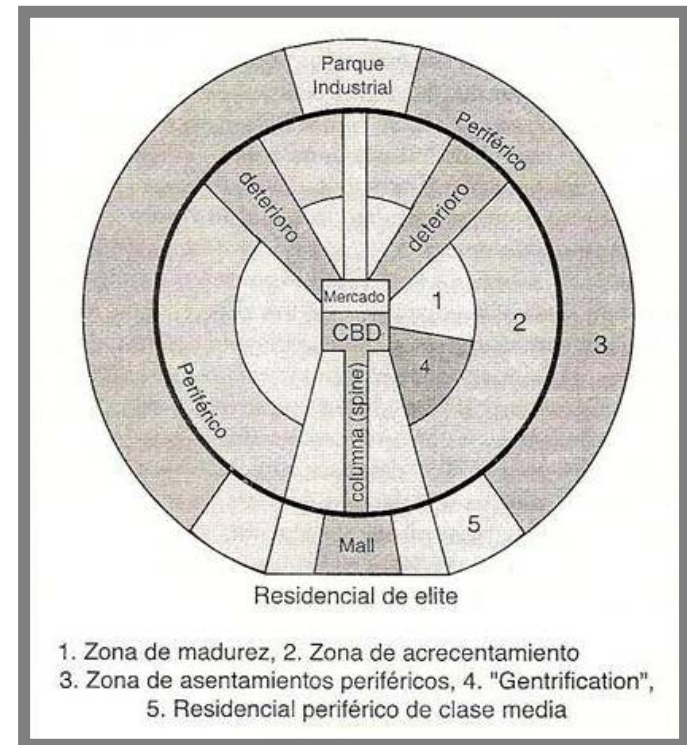 Parque
Industrial
Periférico
deterioro
deterioro
Mercado
1
CBD
2
4
3
Periférico
columna (spine)
5
Mall
Residencial de elite
1. Zona de madurez, 2. Zona de acrecentamiento
3. Zona de asentamientos periféricos, 4. "Gentrification",
5. Residencial periférico de clase media